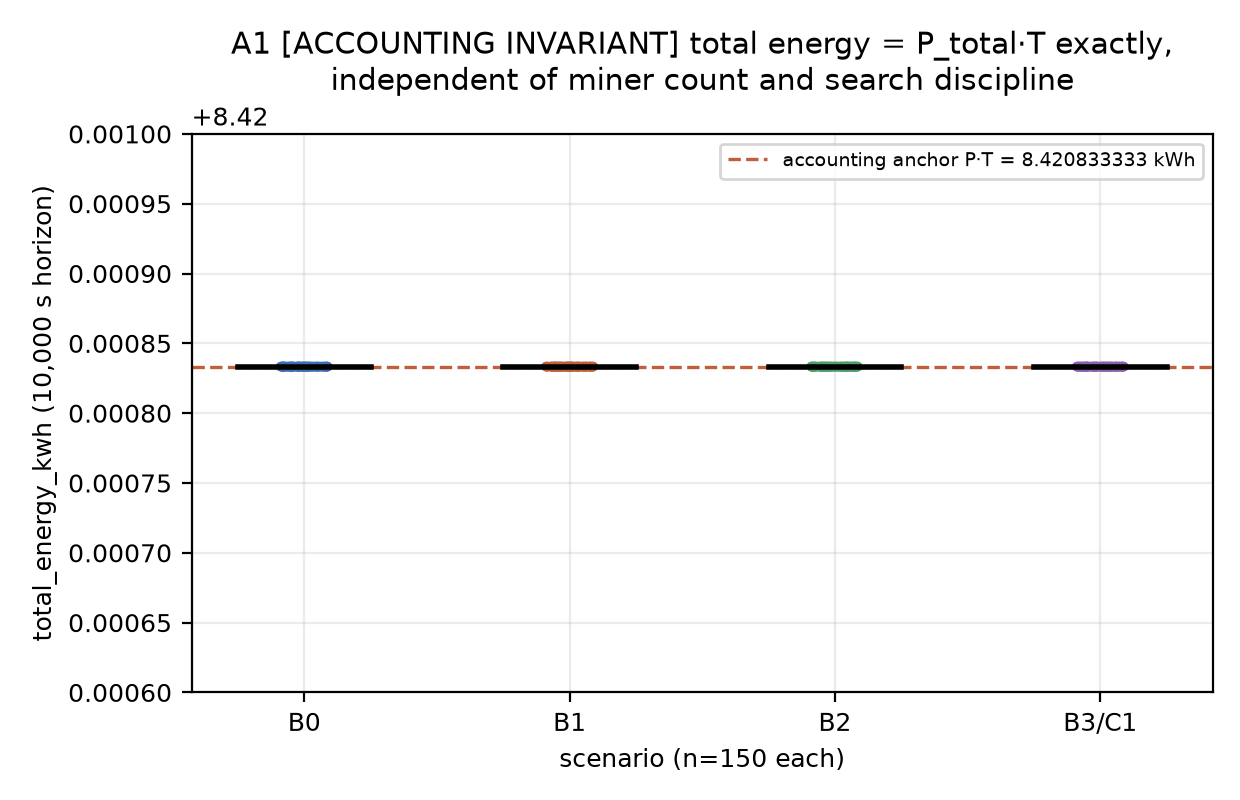 A1 [ACCOUNTING INVARIANT] total energy = P_total·T exactly,
independent of miner count and search discipline
+8.42
0.00100
0.00095
0.00090
0.00085
0.00080
0.00075
0.00070
0.00065
0.00060
total_energy_kwh (10,000 s horizon)
accounting anchor P·T = 8.420833333 kWh
B0
B1
B2
B3/C1
scenario (n=150 each)